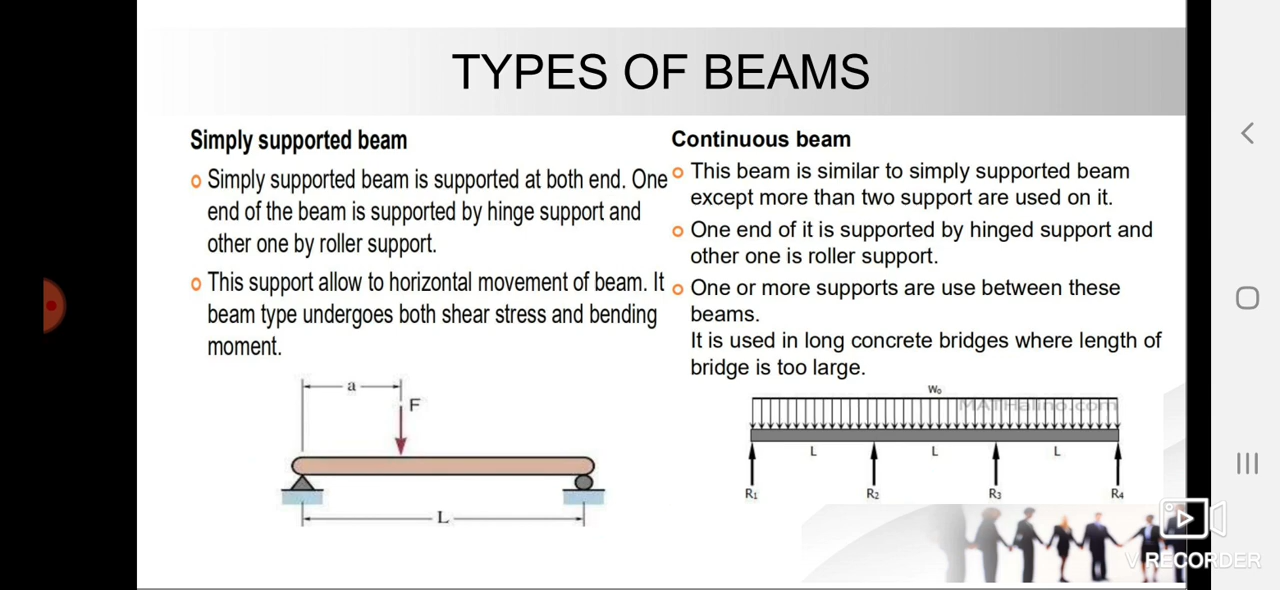 TYPES OF BEAMS
Simply supported beam
Simply supported beam is supported at both end. One
end of the beam is supported by hinge support and
other one by roller support.
This support allow to horizontal movement of beam. It
beam type undergoes both shear stress and bending
moment.
a
F
L
Continuous beam
This beam is similar to simply supported beam
except more than two support are used on it.
One end of it is supported by hinged support and
other one is roller support.
One or more supports are use between these
beams.
It is used in long concrete bridges where length of
bridge is too large.
Wₒ
MATHalino.com
L L L
R₁ R₂ R₃ R₄
V RECORDER